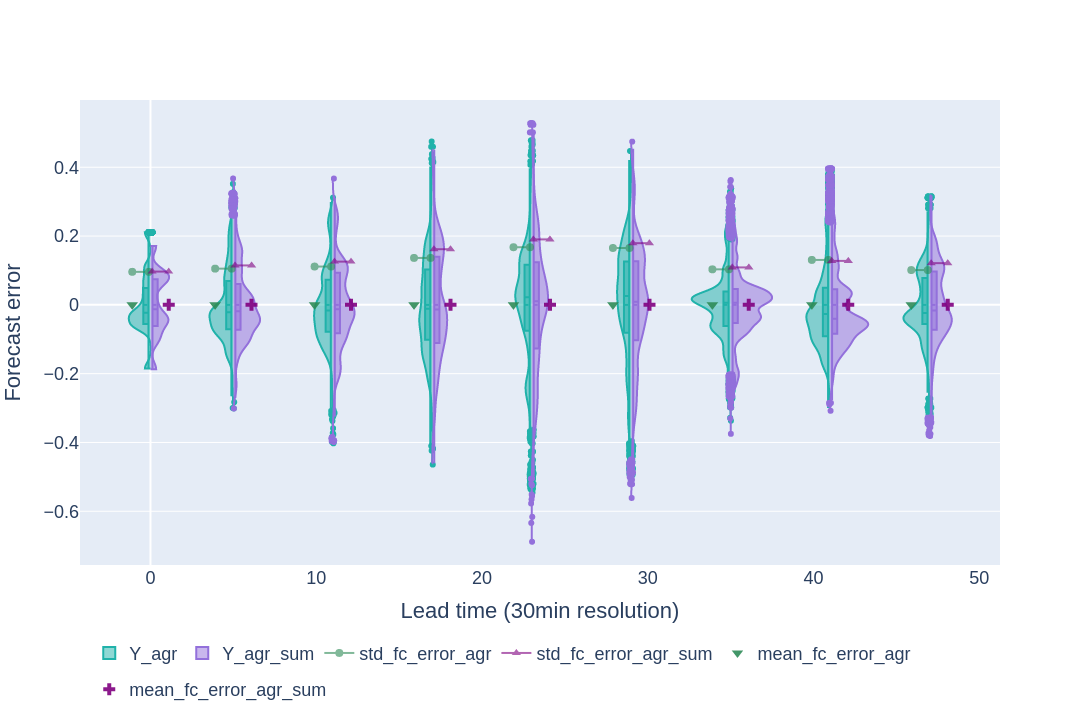 Forecast error
0.4
0.2
0
−0.2
−0.4
−0.6
0 10 20 30 40 50
Lead time (30min resolution)
Y_agr Y_agr_sum std_fc_error_agr std_fc_error_agr_sum mean_fc_error_agr
mean_fc_error_agr_sum